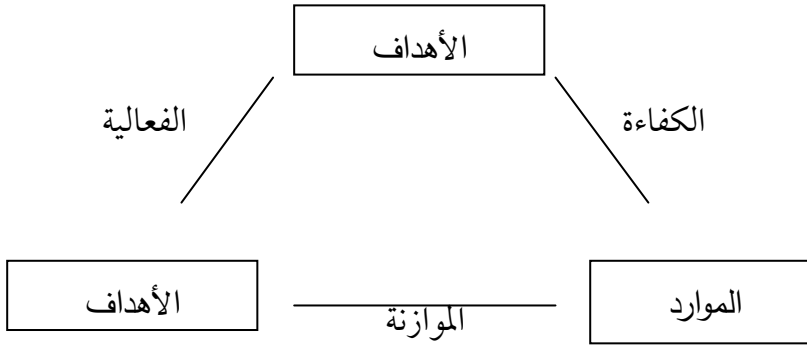 الأهداف
الكفاءة
الفعالية
الموارد
الموازنة
الأهداف